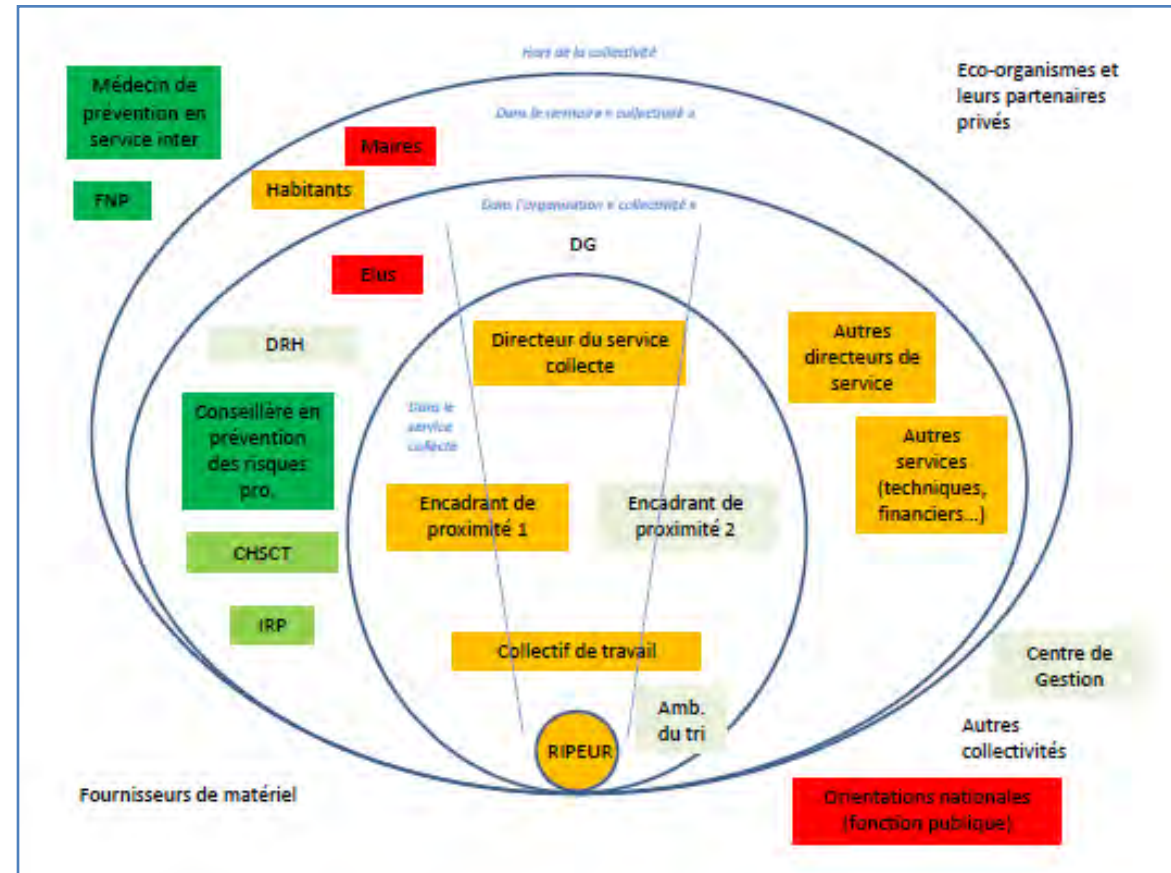 Hors de la collectivité
Médecin de
prévention en
service inter
Eco-organismes et
leurs partenaires
privés
Dans le territoire « collectivité »
Maires
Habitants
FNP
Dans l'organisation « collectivité »
DG
Elus
DRH
Directeur du service
collecte
Autres
directeurs de
service
Conseillère en
prévention
des risques
pro.
Dans le
service
collecte
Autres
services
(techniques,
financiers...)
Encadrant de
proximité 1
Encadrant de
proximité 2
CHSCT
IRP
Collectif de travail
Centre de
Gestion
Amb.
du tri
RIPEUR
Autres
collectivités
Fournisseurs de matériel
Orientations nationales
(fonction publique)